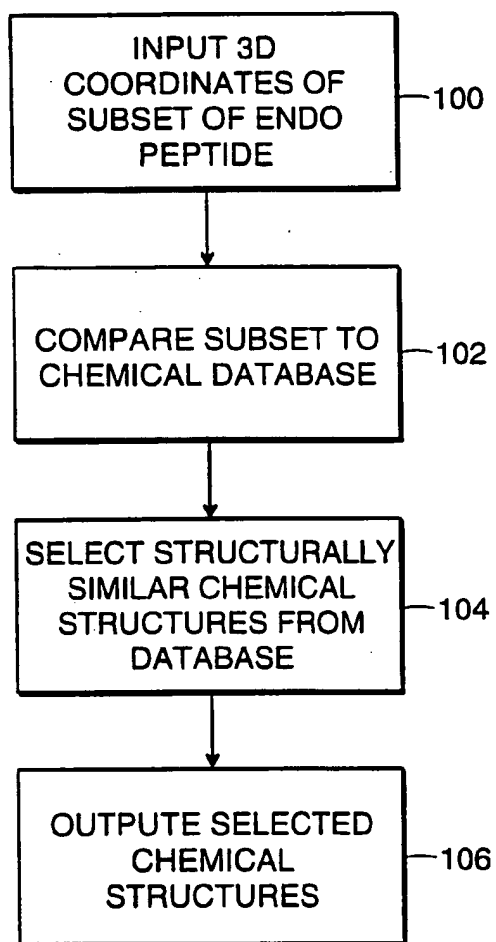 INPUT 3D
COORDINATES OF
SUBSET OF ENDO
PEPTIDE
100
COMPARE SUBSET TO
CHEMICAL DATABASE
102
SELECT STRUCTURALLY
SIMILAR CHEMICAL
STRUCTURES FROM
DATABASE
104
OUTPUTE SELECTED
CHEMICAL
STRUCTURES
106